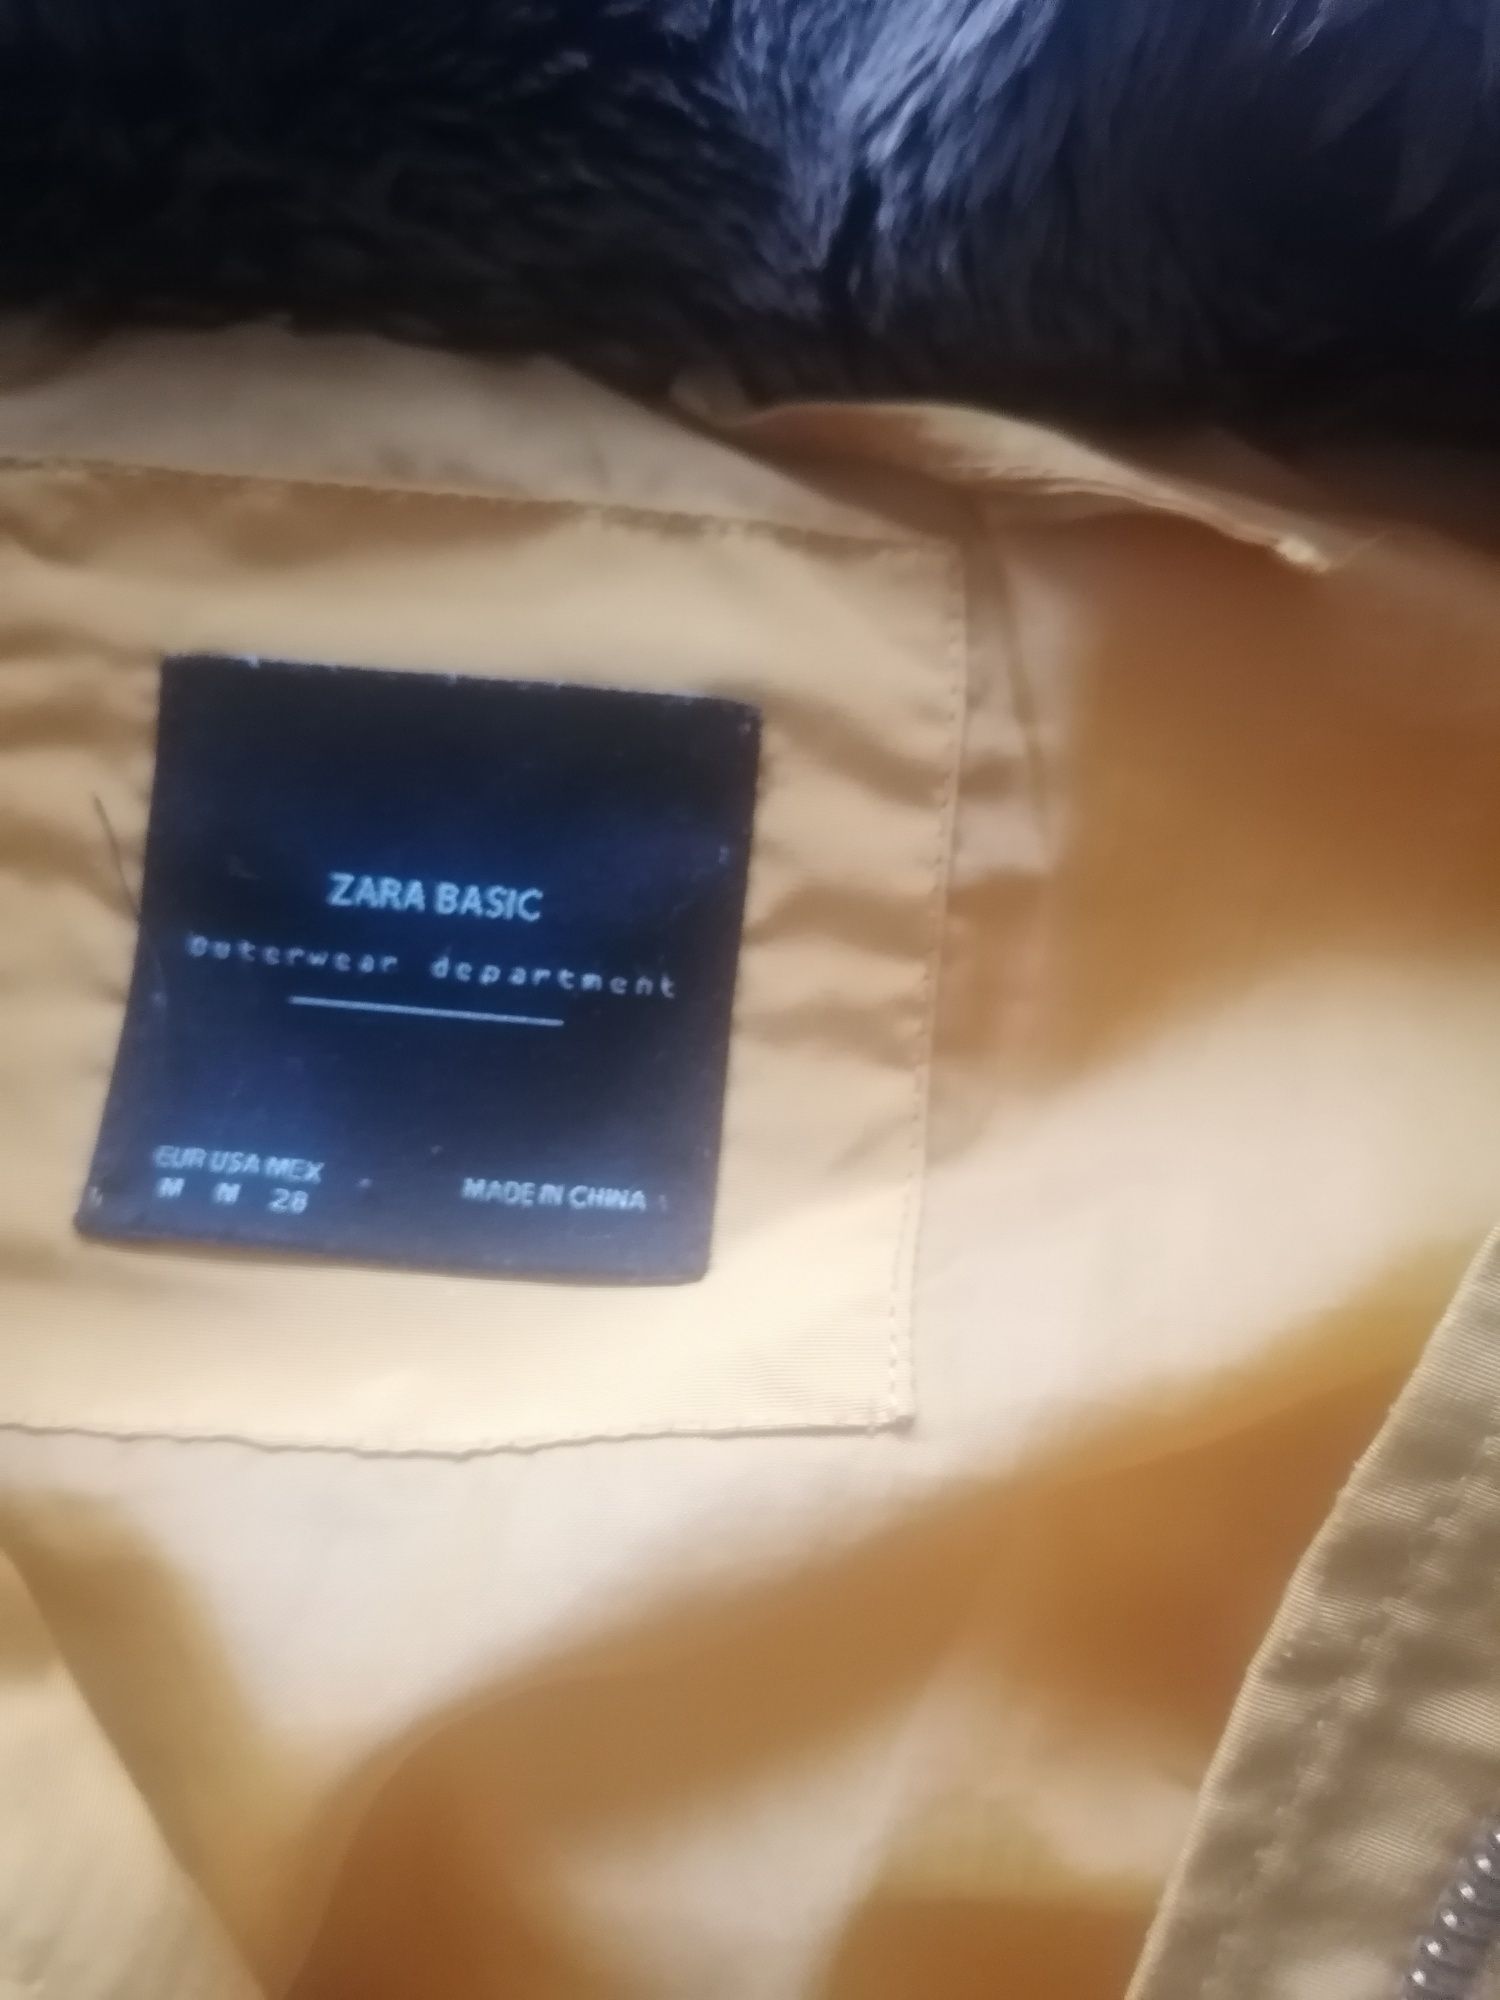 ZARA BASIC
Outerwear department
EUR USA MEX
M M 28
MADE IN CHINA